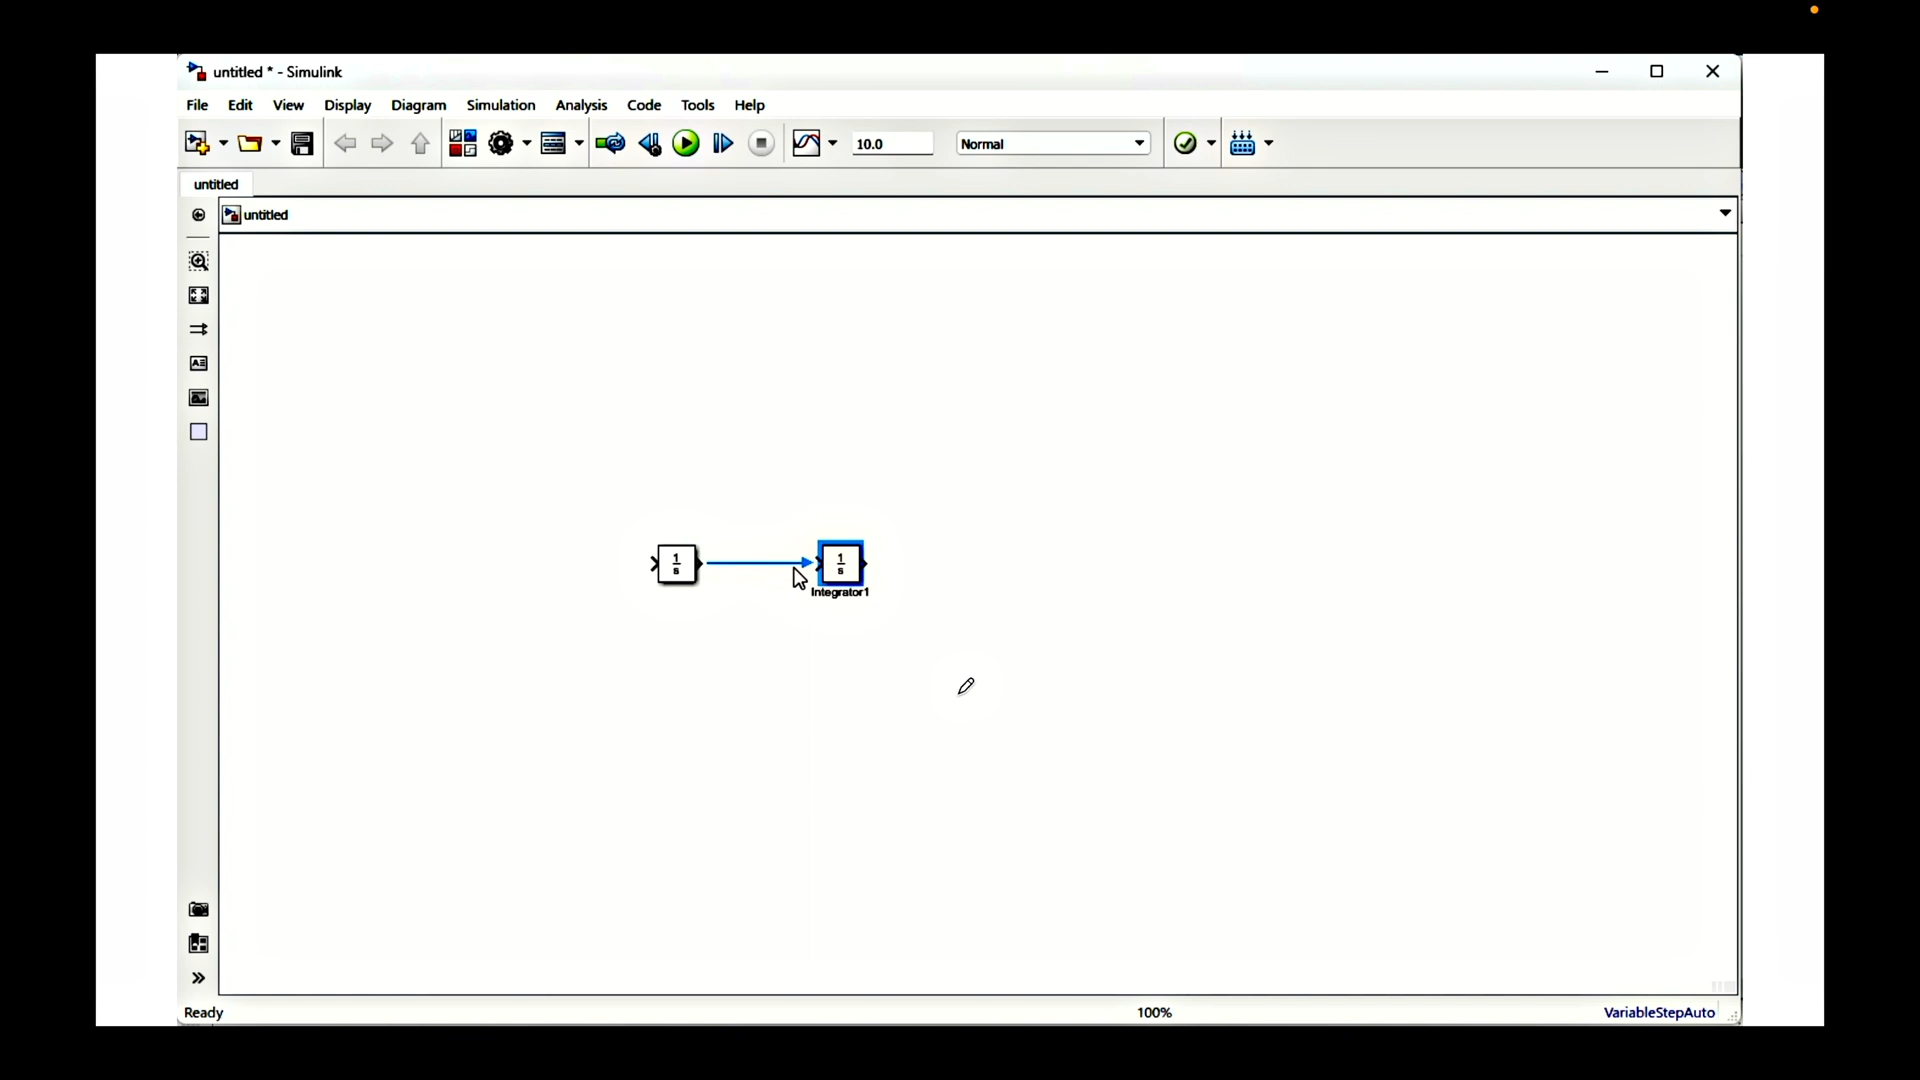 untitled * - Simulink
File Edit View Display Diagram Simulation Analysis Code Tools Help
10.0 Normal
untitled
untitled
1
s
1
s
Integrator1
Ready 100% VariableStepAuto